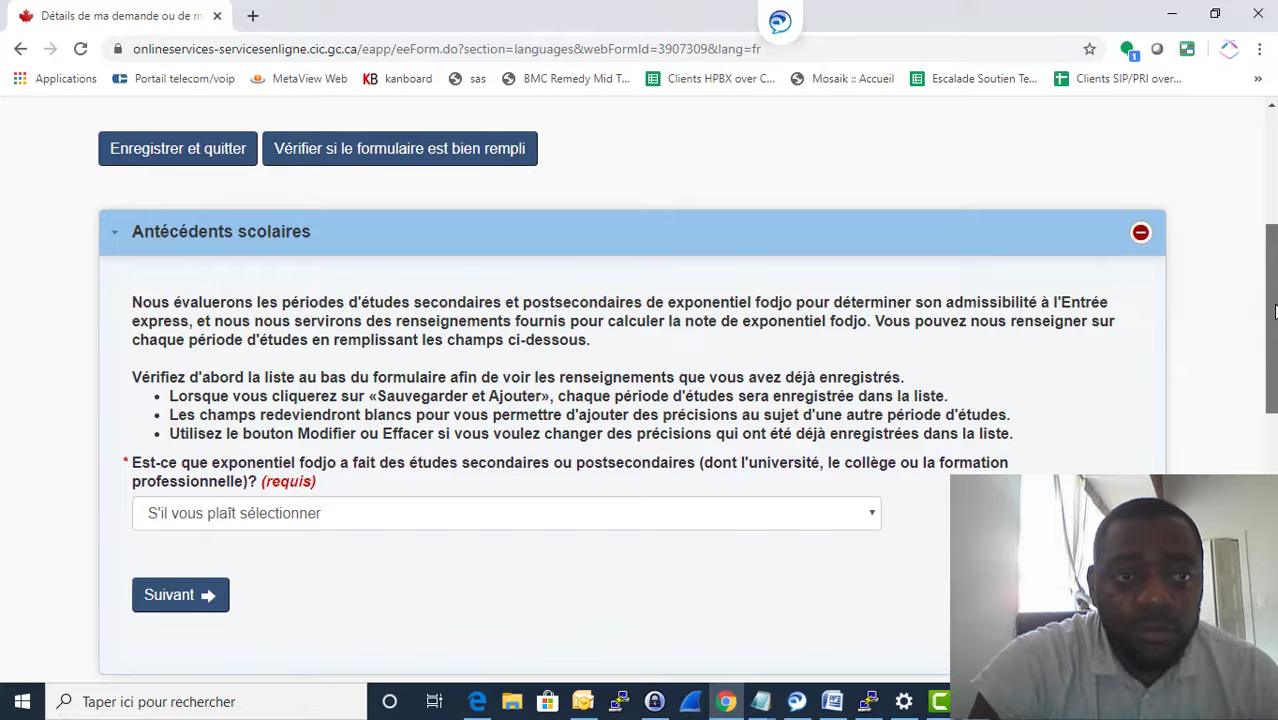 Détails de ma demande ou de m
onlineservices-servicesenligne.cic.gc.ca/eapp/eeForm.do?section=languages&webFormId=3907309&lang=fr
1
Applications Portail telecom/voip MetaView Web KB kanboard sas BMC Remedy Mid T... Clients HPBX over C... Mosaik :: Accueil Escalade Soutien Te... Clients SIP/PRI over... »
Enregistrer et quitter Vérifier si le formulaire est bien rempli
Antécédents scolaires
Nous évaluerons les périodes d'études secondaires et postsecondaires de exponentiel fodjo pour déterminer son admissibilité à l'Entrée
express, et nous nous servirons des renseignements fournis pour calculer la note de exponentiel fodjo. Vous pouvez nous renseigner sur
chaque période d'études en remplissant les champs ci-dessous.
Vérifiez d'abord la liste au bas du formulaire afin de voir les renseignements que vous avez déjà enregistrés.
• Lorsque vous cliquerez sur «Sauvegarder et Ajouter», chaque période d'études sera enregistrée dans la liste.
• Les champs redeviendront blancs pour vous permettre d'ajouter des précisions au sujet d'une autre période d'études.
• Utilisez le bouton Modifier ou Effacer si vous voulez changer des précisions qui ont été déjà enregistrées dans la liste.
* Est-ce que exponentiel fodjo a fait des études secondaires ou postsecondaires (dont l'université, le collège ou la formation
professionnelle)? (requis)
S'il vous plaît sélectionner
Suivant
Taper ici pour rechercher